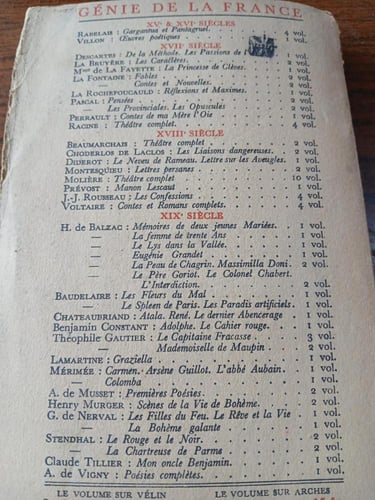 GÉNIE DE LA FRANCE
XVe & XVIe SIÈCLES
RABELAIS : Gargantua et Pantagruel. . . . . . . 4 vol.
VILLON : Œuvres poétiques . . . . . . . 1 vol.
XVIIe SIÈCLE
DESCARTES : De la Méthode. Les Passions de l' vol.
LA BRUYÈRE : Les Caractères. . . . . . . 2 vol.
Mme DE LA FAYETTE : La Princesse de Clèves. . . 1 vol.
LA FONTAINE : Fables . . . . . . . 2 vol.
— Contes et Nouvelles. . . . . . . 2 vol.
LA ROCHEFOUCAULD : Réflexions et Maximes. . . . 1 vol.
PASCAL : Pensées . . . . . . . 2 vol.
— Les Provinciales. Les Opuscules . . . 2 vol.
PERRAULT : Contes de ma Mère l'Oie . . . . 1 vol.
RACINE : Théâtre complet. . . . . . . 4 vol.
XVIIIe SIÈCLE
BEAUMARCHAIS : Théâtre complet . . . . . . 2 vol.
CHODERLOS DE LACLOS : Les Liaisons dangereuses. . . 2 vol.
DIDEROT : Le Neveu de Rameau. Lettre sur les Aveugles. 1 vol.
MONTESQUIEU : Lettres persanes . . . . . . 2 vol.
MOLIÈRE : Théâtre complet . . . . . . 10 vol.
PRÉVOST : Manon Lescaut . . . . . . 1 vol.
J.-J. ROUSSEAU : Les Confessions . . . . . . 4 vol.
VOLTAIRE : Contes et Romans complets. . . . . 4 vol.
XIXe SIÈCLE
H. DE BALZAC : Mémoires de deux jeunes Mariées. . . 1 vol.
— La femme de trente Ans . . . . . 1 vol.
— Le Lys dans la Vallée. . . . . . 1 vol.
— Eugénie Grandet . . . . . . 1 vol.
— La Peau de Chagrin. Massimilla Doni . 2 vol.
— Le Père Goriot. Le Colonel Chabert.
L'Interdiction. . . . . . . 2 vol.
BAUDELAIRE : Les Fleurs du Mal . . . . . . 1 vol.
— Le Spleen de Paris. Les Paradis artificiels . 1 vol.
CHATEAUBRIAND : Atala. René. Le dernier Abencerage . 1 vol.
Benjamin CONSTANT : Adolphe. Le Cahier rouge. . . . 1 vol.
Théophile GAUTIER : Le Capitaine Fracasse. . . . . 3 vol.
— Mademoiselle de Maupin . . . 2 vol.
LAMARTINE : Graziella . . . . . . 1 vol.
MÉRIMÉE : Carmen. Arsène Guillot. L'abbé Aubain. . 1 vol.
— Colomba . . . . . . 1 vol.
A. DE MUSSET : Premières Poésies. . . . . . 2 vol.
Henry MURGER : Scènes de la Vie de Bohème. . . . 1 vol.
G. DE NERVAL : Les Filles du Feu. Le Rêve et la Vie . . 1 vol.
— La Bohème galante . . . . . 1 vol.
STENDHAL : Le Rouge et le Noir. . . . . . 2 vol.
— La Chartreuse de Parme . . . . . 2 vol.
Claude TILLIER : Mon oncle Benjamin. . . . . . 1 vol.
A. DE VIGNY : Poésies complètes. . . . . . 1 vol.
LE VOLUME SUR VÉLIN LE VOLUME SUR ARCHES